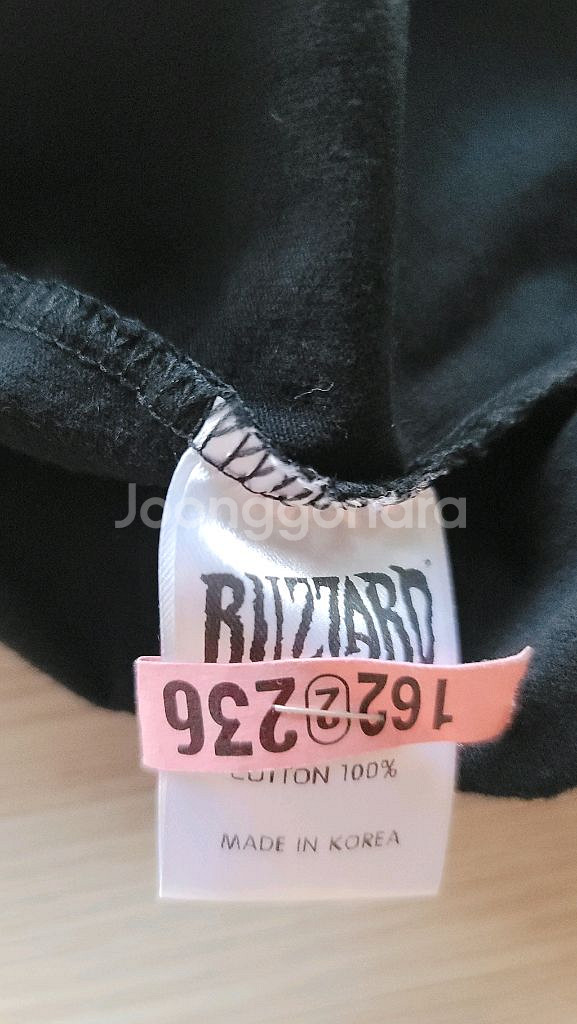 Joonggonara
BLIZZARD
162②236
COTTON 100%
MADE IN KOREA